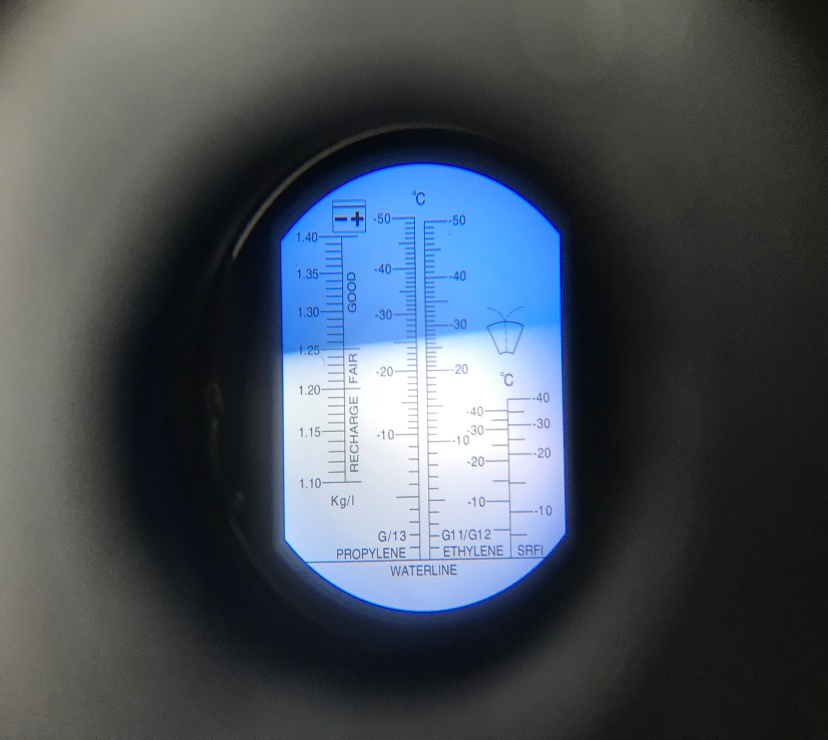 °C
- +
1.40
1.35
1.30
1.25
1.20
1.15
1.10
GOOD
FAIR
RECHARGE
Kg/l
-50
-40
-30
-20
-10
G/13
PROPYLENE
-50
-40
-30
-20
-10
G11/G12
ETHYLENE
°C
-40
-30
-20
-10
-40
-30
-20
-10
SRFI
WATERLINE